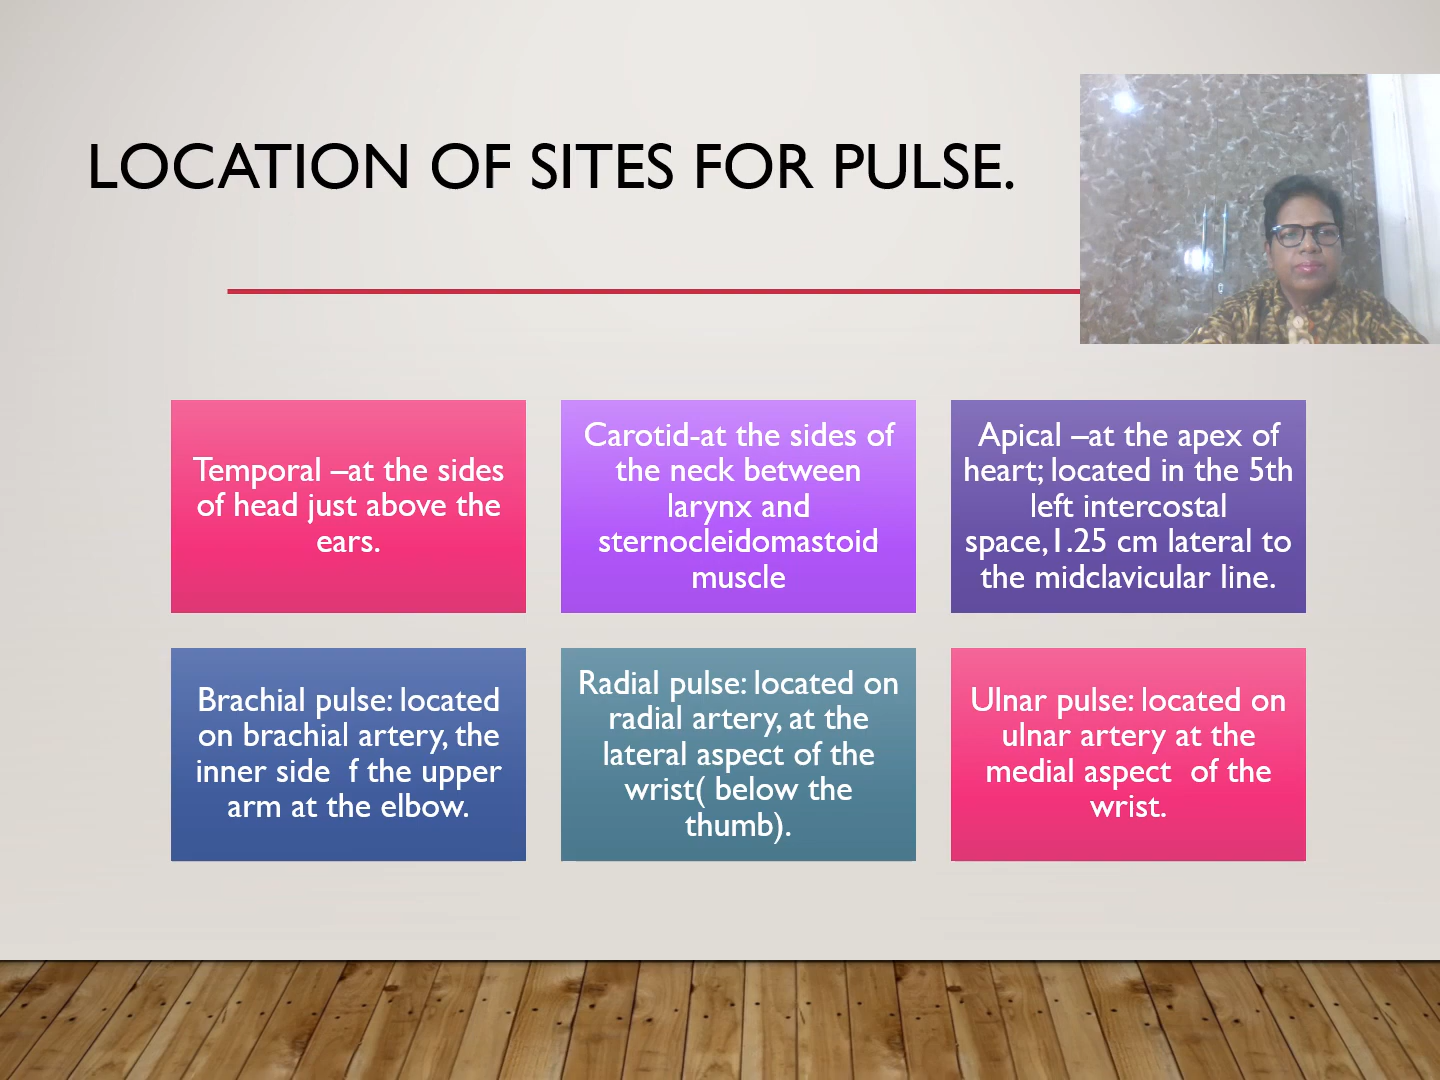 LOCATION OF SITES FOR PULSE.
Temporal –at the sides
of head just above the
ears.
Carotid-at the sides of
the neck between
larynx and
sternocleidomastoid
muscle
Apical –at the apex of
heart; located in the 5th
left intercostal
space,1.25 cm lateral to
the midclavicular line.
Brachial pulse: located
on brachial artery, the
inner side  f the upper
arm at the elbow.
Radial pulse: located on
radial artery, at the
lateral aspect of the
wrist( below the
thumb).
Ulnar pulse: located on
ulnar artery at the
medial aspect  of the
wrist.